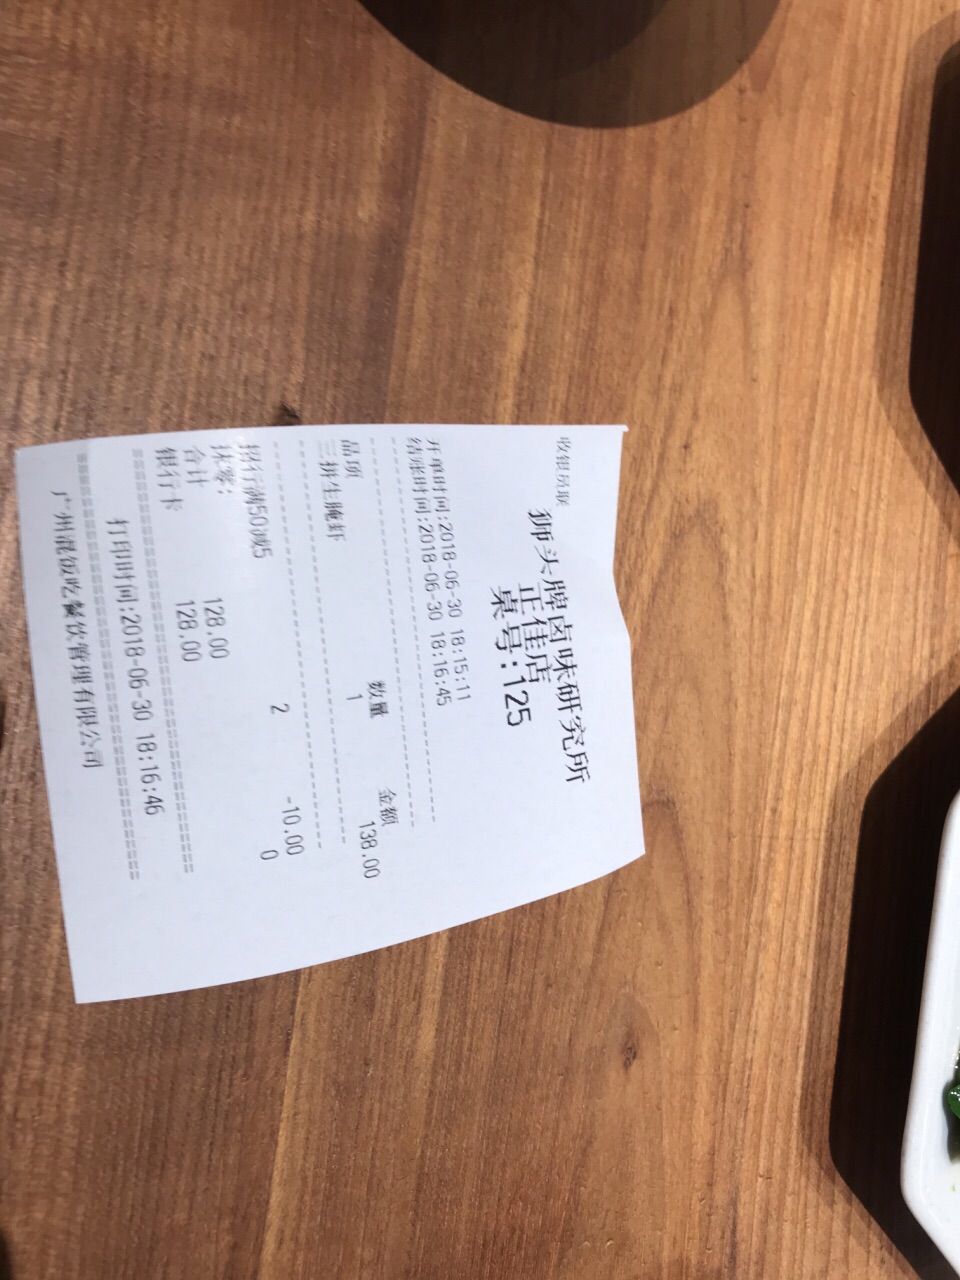 收银员联
狮头牌卤味研究所
正佳店
桌号:125
开单时间:2018-06-30 18:15:11
结账时间:2018-06-30 18:16:45
品项 数量 金额
三拼生腌虾 1 138.00
招行满50减5 2 -10.00
抹零: 0
合计 128.00
银行卡 128.00
打印时间:2018-06-30 18:16:46
广州混饭吃餐饮管理有限公司